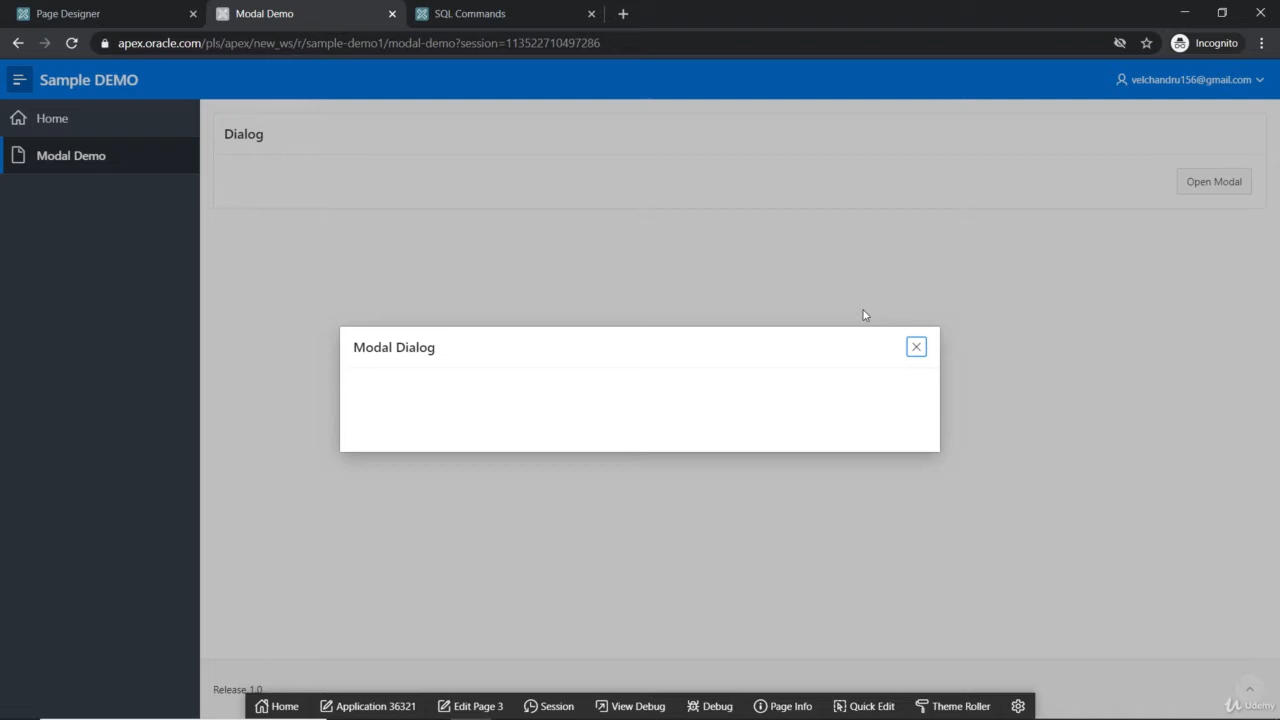 Page Designer
Modal Demo
SQL Commands
apex.oracle.com/pls/apex/new_ws/r/sample-demo1/modal-demo?session=113522710497286
Incognito
Sample DEMO
velchandru156@gmail.com
Home
Modal Demo
Dialog
Open Modal
Modal Dialog
Release 1.0
Home
Application 36321
Edit Page 3
Session
View Debug
Debug
Page Info
Quick Edit
Theme Roller
Udemy